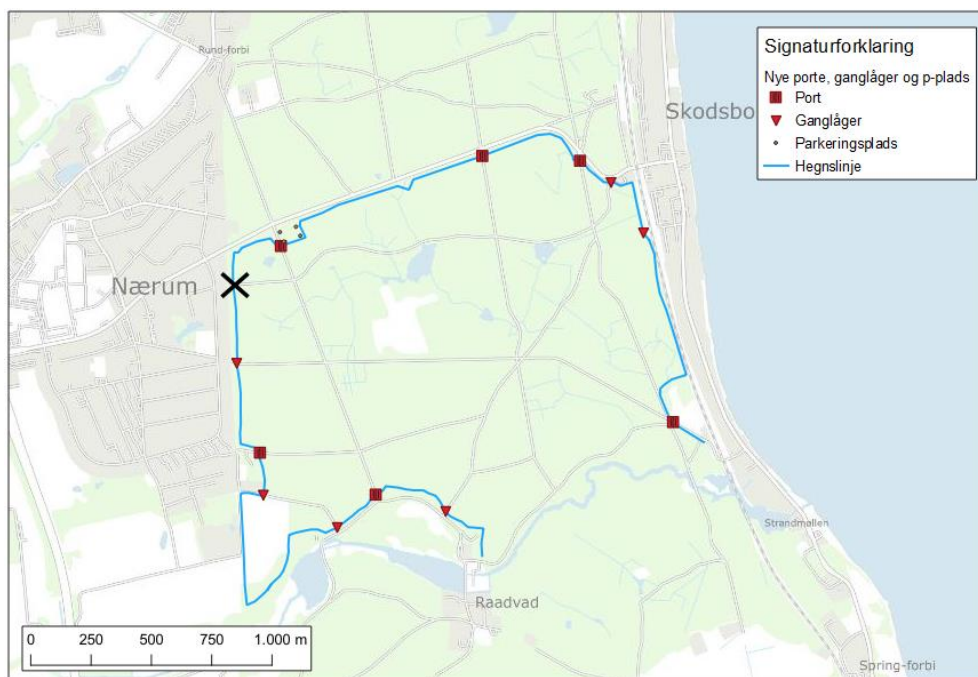 Rund-forbi
Signaturforklaring
Nye porte, ganglåger og p-plads
Port
Ganglåger
Parkeringsplads
Hegnslinje
Skodsbo
Nærum
Strandmøllen
Raadvad
0 250 500 750 1.000 m
Spring-forbi